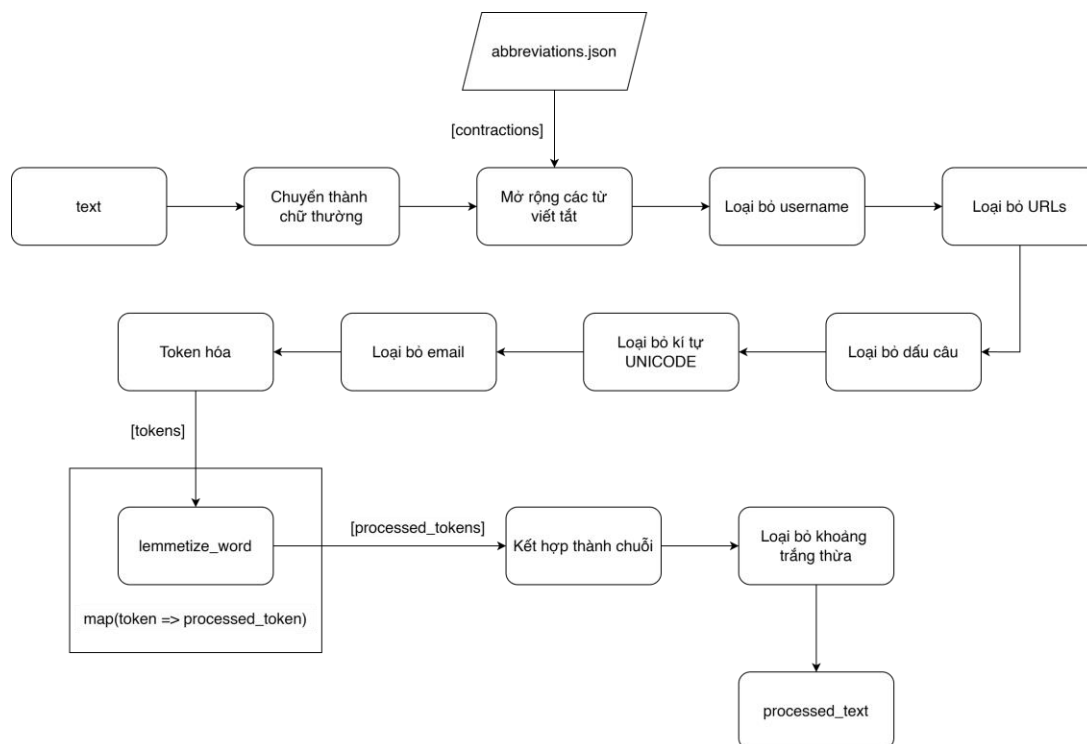 abbreviations.json
[contractions]
text
Chuyển thành
chữ thường
Mở rộng các từ
viết tắt
Loại bỏ username
Loại bỏ URLs
Token hóa
Loại bỏ email
Loại bỏ kí tự
UNICODE
Loại bỏ dấu câu
[tokens]
lemmetize_word
map(token => processed_token)
[processed_tokens]
Kết hợp thành chuỗi
Loại bỏ khoảng
trắng thừa
processed_text